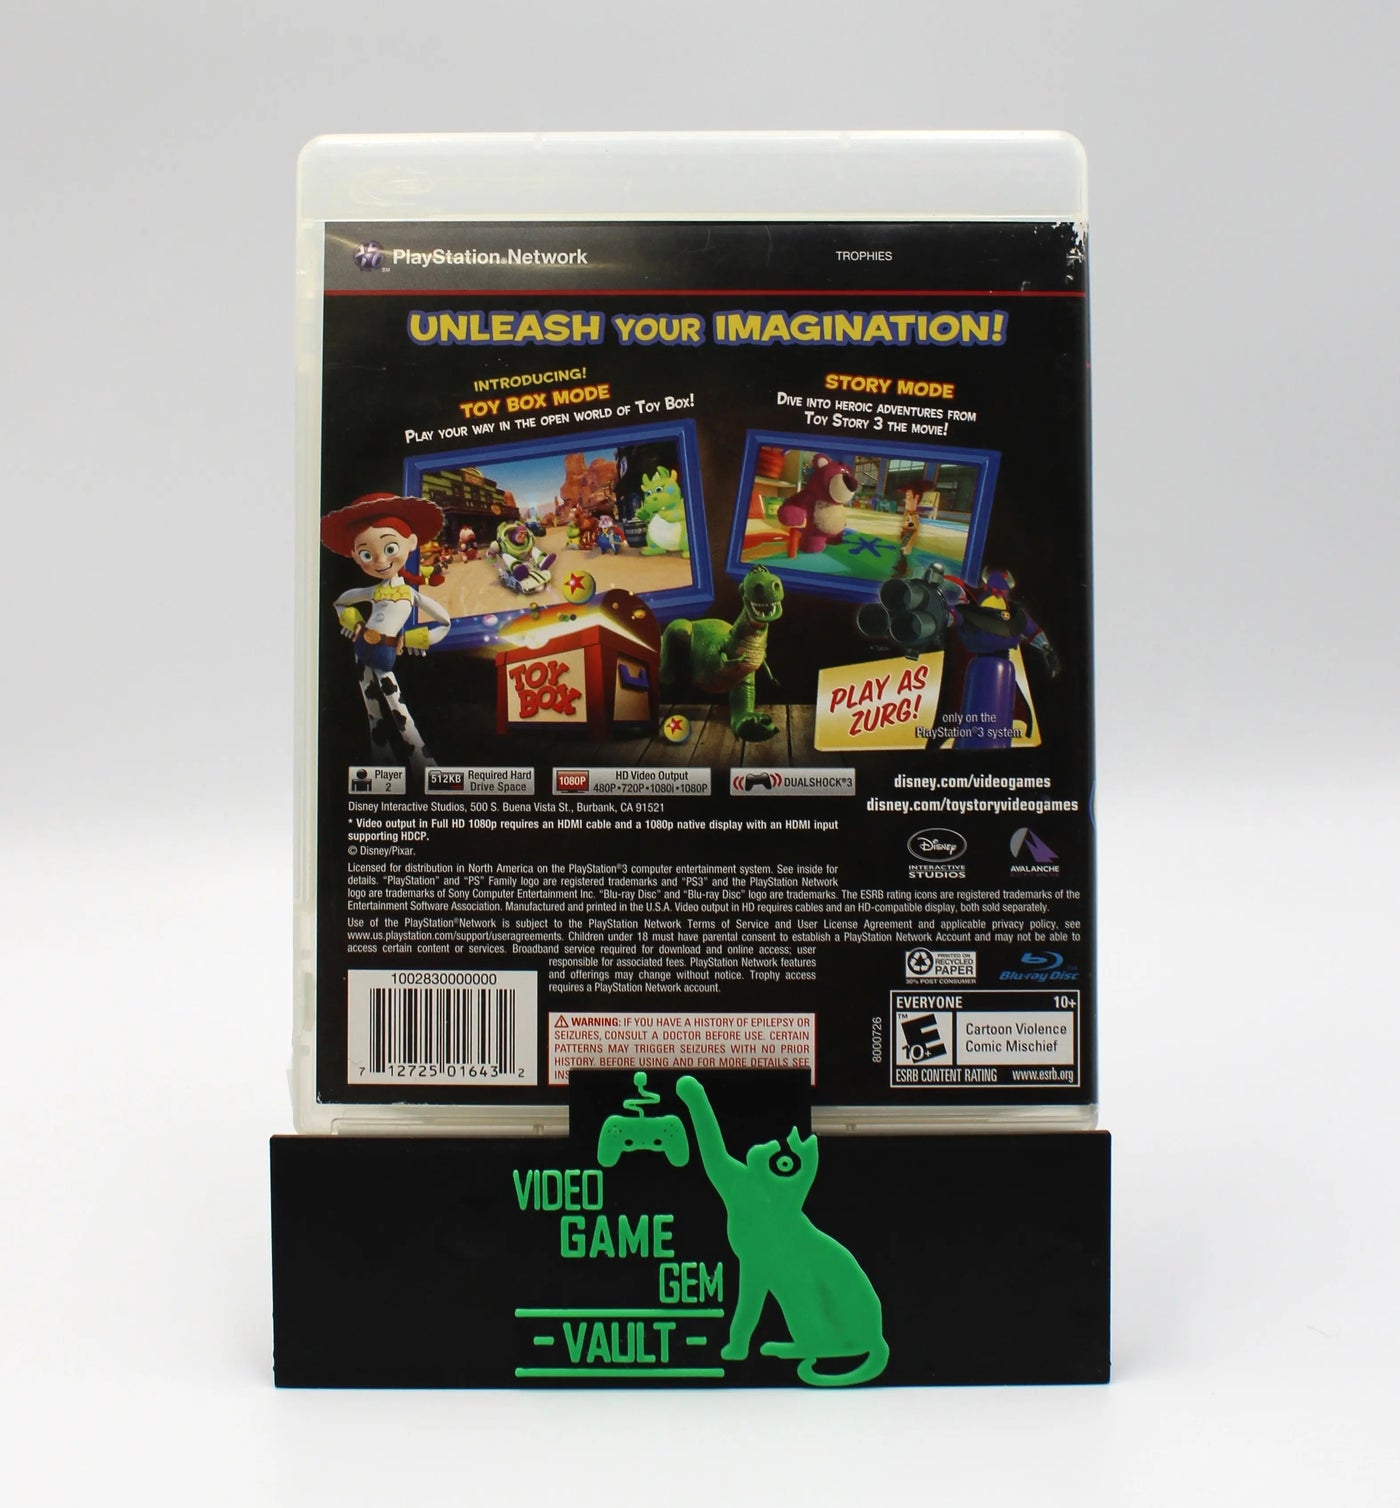 PlayStation®Network
SM
TROPHIES
UNLEASH YOUR IMAGINATION!
INTRODUCING!
TOY BOX MODE
PLAY YOUR WAY IN THE OPEN WORLD OF TOY BOX!
STORY MODE
DIVE INTO HEROIC ADVENTURES FROM
TOY STORY 3 THE MOVIE!
TOY
BOX
PLAY AS
ZURG!
only on the
PlayStation®3 system
Player
2
512KB
Required Hard
Drive Space
1080P
HD Video Output
480P•720P•1080i•1080P
DUALSHOCK®3
disney.com/videogames
disney.com/toystoryvideogames
Disney Interactive Studios, 500 S. Buena Vista St., Burbank, CA 91521
* Video output in Full HD 1080p requires an HDMI cable and a 1080p native display with an HDMI input
supporting HDCP.
© Disney/Pixar.
Disney
INTERACTIVE
STUDIOS
AVALANCHE
Licensed for distribution in North America on the PlayStation®3 computer entertainment system. See inside for
details. "PlayStation" and "PS" Family logo are registered trademarks and "PS3" and the PlayStation Network
logo are trademarks of Sony Computer Entertainment Inc. "Blu-ray Disc" and "Blu-ray Disc" logo are trademarks. The ESRB rating icons are registered trademarks of the
Entertainment Software Association. Manufactured and printed in the U.S.A. Video output in HD requires cables and an HD-compatible display, both sold separately.
Use of the PlayStation®Network is subject to the PlayStation Network Terms of Service and User License Agreement and applicable privacy policy, see
www.us.playstation.com/support/useragreements. Children under 18 must have parental consent to establish a PlayStation Network Account and may not be able to
access certain content or services. Broadband service required for download and online access; user
responsible for associated fees. PlayStation Network features
and offerings may change without notice. Trophy access
requires a PlayStation Network account.
PRINTED ON
RECYCLED
PAPER
30% POST CONSUMER
Blu-ray Disc
1002830000000
7 12725 01643 2
WARNING: IF YOU HAVE A HISTORY OF EPILEPSY OR
SEIZURES, CONSULT A DOCTOR BEFORE USE. CERTAIN
PATTERNS MAY TRIGGER SEIZURES WITH NO PRIOR
HISTORY. BEFORE USING AND FOR MORE DETAILS SEE
8000726
EVERYONE 10+
E
10+
TM
Cartoon Violence
Comic Mischief
ESRB CONTENT RATING www.esrb.org
VIDEO
GAME
GEM
- VAULT -